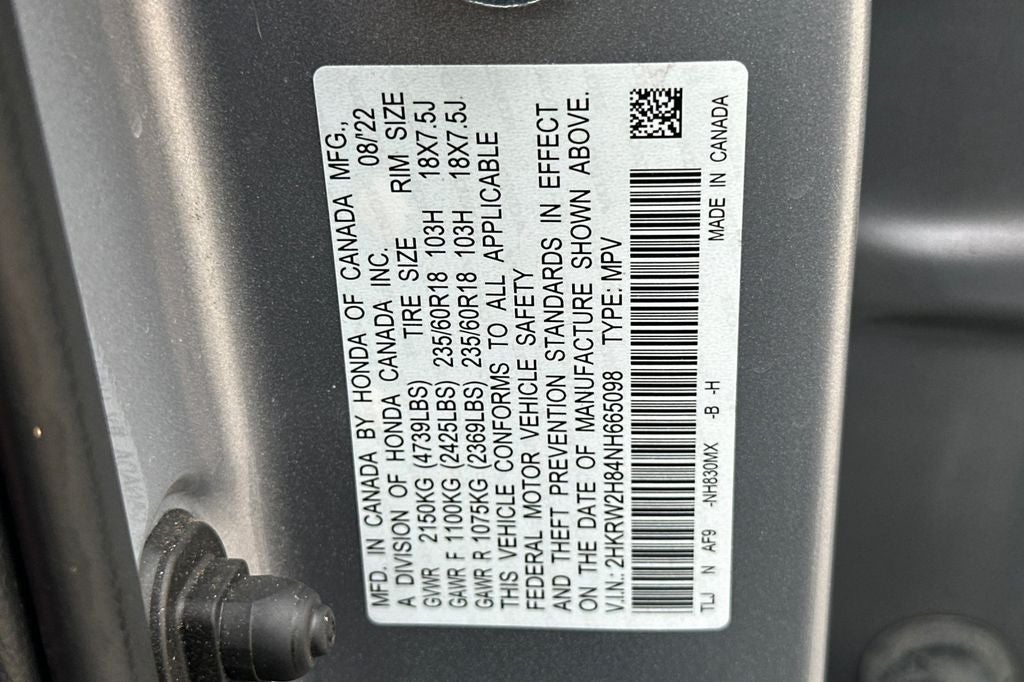 MFD. IN CANADA BY HONDA OF CANADA MFG.,
A DIVISION OF HONDA CANADA INC. 08/'22
GVWR 2150KG (4739LBS) TIRE SIZE RIM SIZE
GAWR F 1100KG (2425LBS) 235/60R18 103H 18X7.5J
GAWR R 1075KG (2369LBS) 235/60R18 103H 18X7.5J.
THIS VEHICLE CONFORMS TO ALL APPLICABLE
FEDERAL MOTOR VEHICLE SAFETY
AND THEFT PREVENTION STANDARDS IN EFFECT
ON THE DATE OF MANUFACTURE SHOWN ABOVE.
V.I.N.: 2HKRW2H84NH665098 TYPE: MPV
TLJ N AF9 -NH830MX -B -H MADE IN CANADA